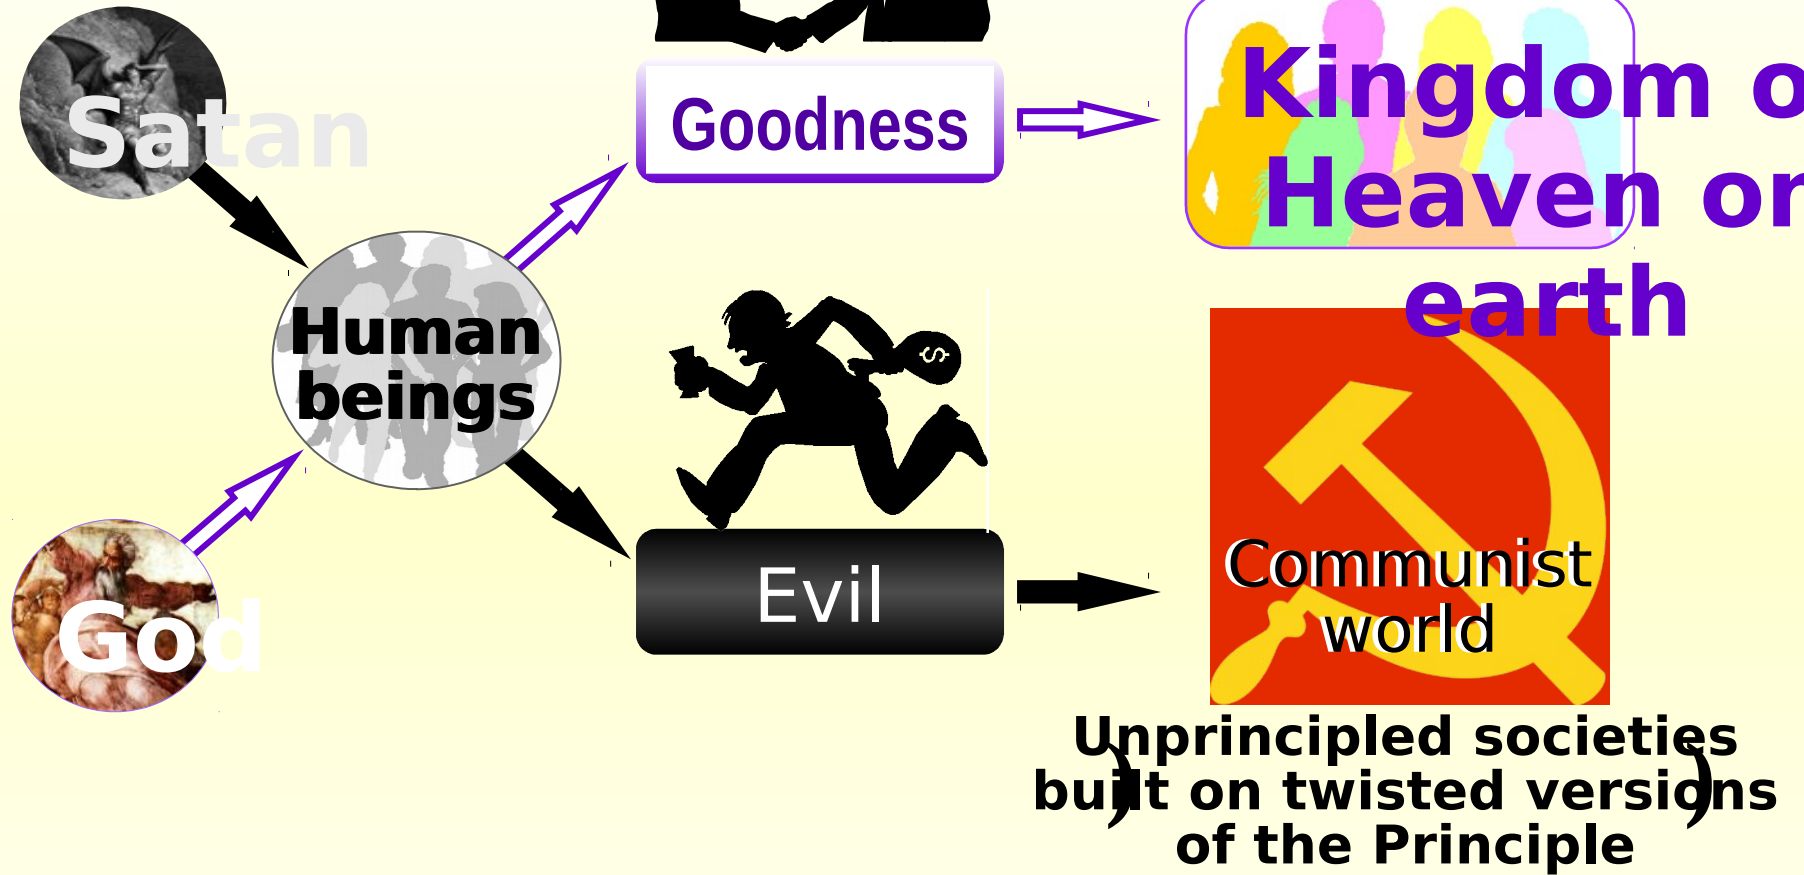 Satan
Goodness
Kingdom o
Heaven on
earth
Human
beings
$
God
Evil
Communist
world
Unprincipled societies
built on twisted versions
of the Principle
) )